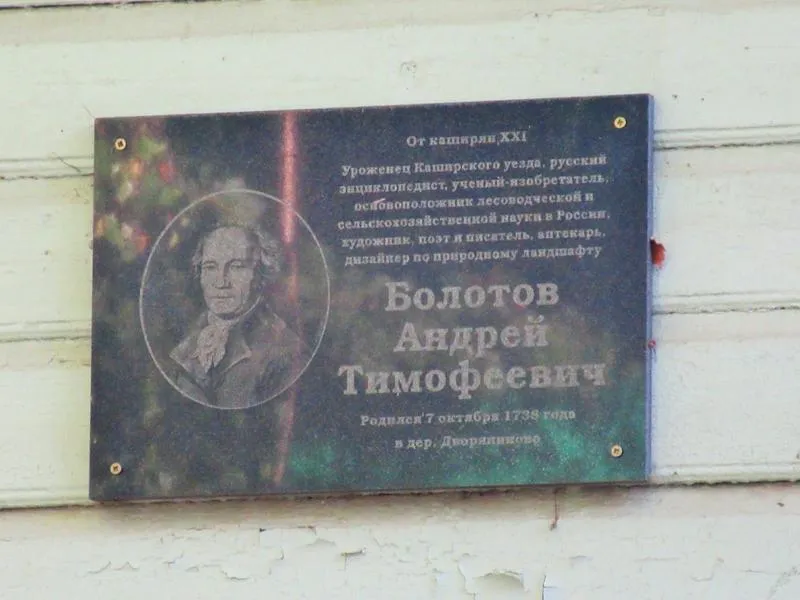 От каширян XXI
Уроженец Каширского уезда, русский
энциклопедист, ученый-изобретатель,
основоположник лесоводческой и
сельскохозяйственной науки в России,
художник, поэт и писатель, аптекарь,
дизайнер по природному ландшафту
Болотов
Андрей
Тимофеевич
Родился 7 октября 1738 года
в дер. Дворяниново